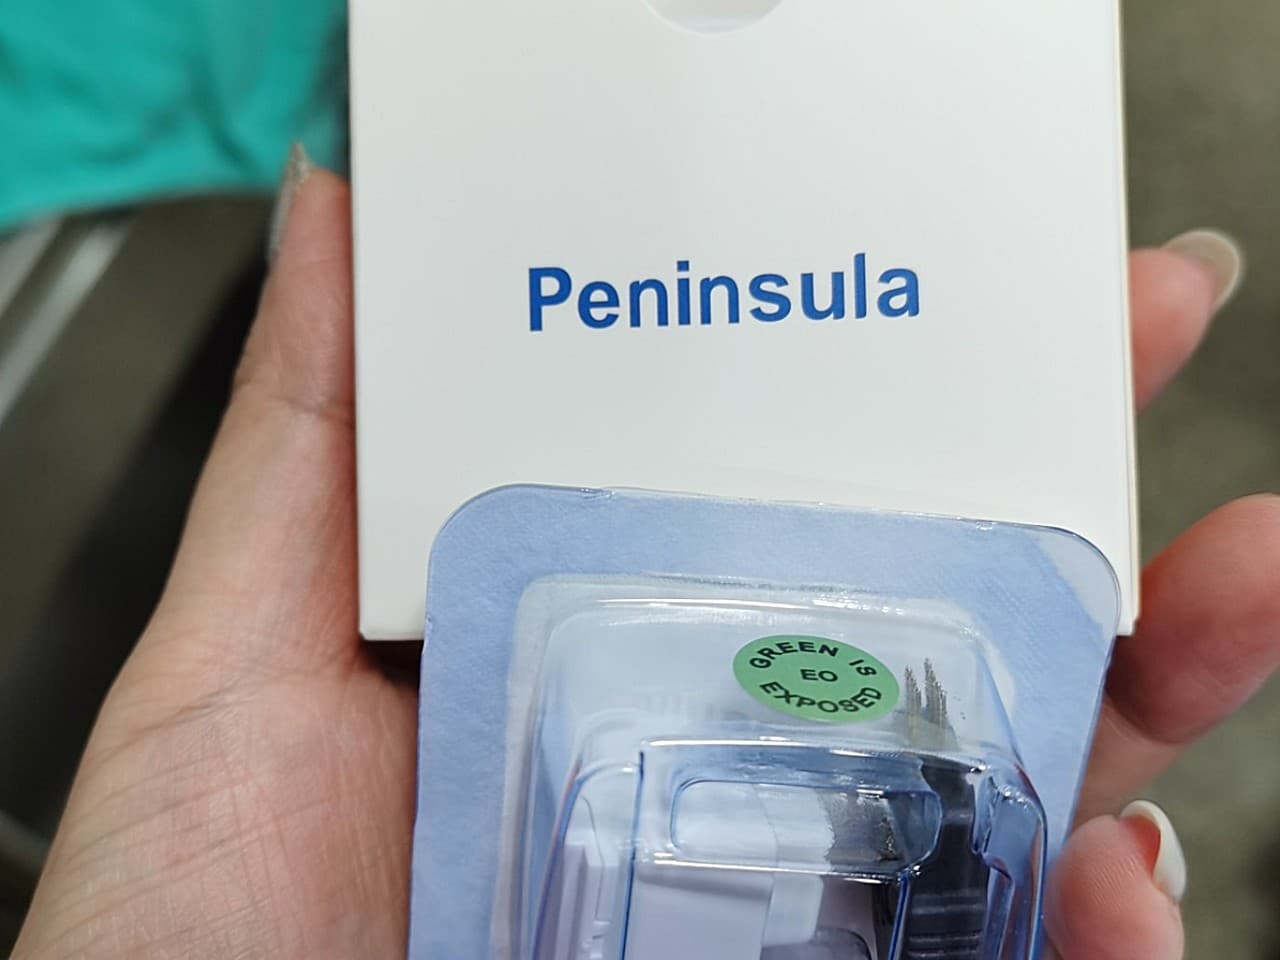 Peninsula
GREEN IS
EO
EXPOSED